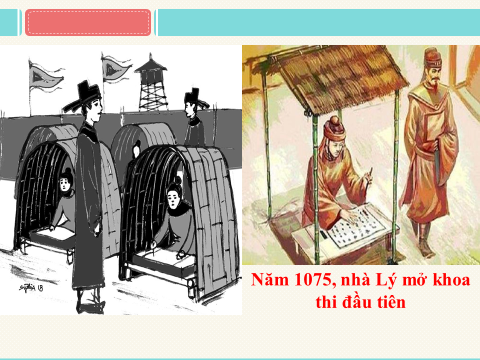 Năm 1075, nhà Lý mở khoa
thi đầu tiên